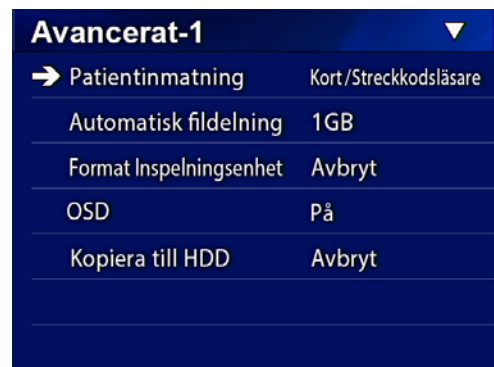 Avancerat-1
Patientinmatning Kort/Streckkodsläsare
Automatisk fildelning 1GB
Format Inspelningsenhet Avbryt
OSD På
Kopiera till HDD Avbryt